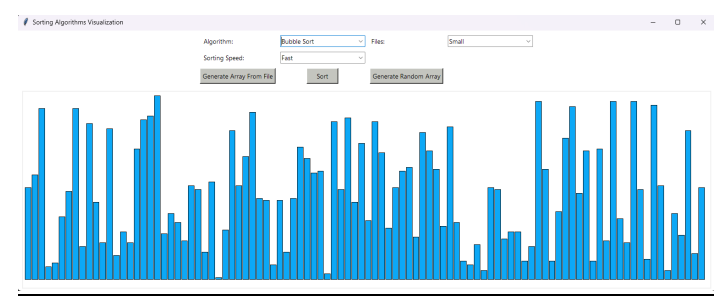 Sorting Algorithms Visualization
Algorithm: Bubble Sort Files: Small
Sorting Speed: Fast
Generate Array From File Sort Generate Random Array